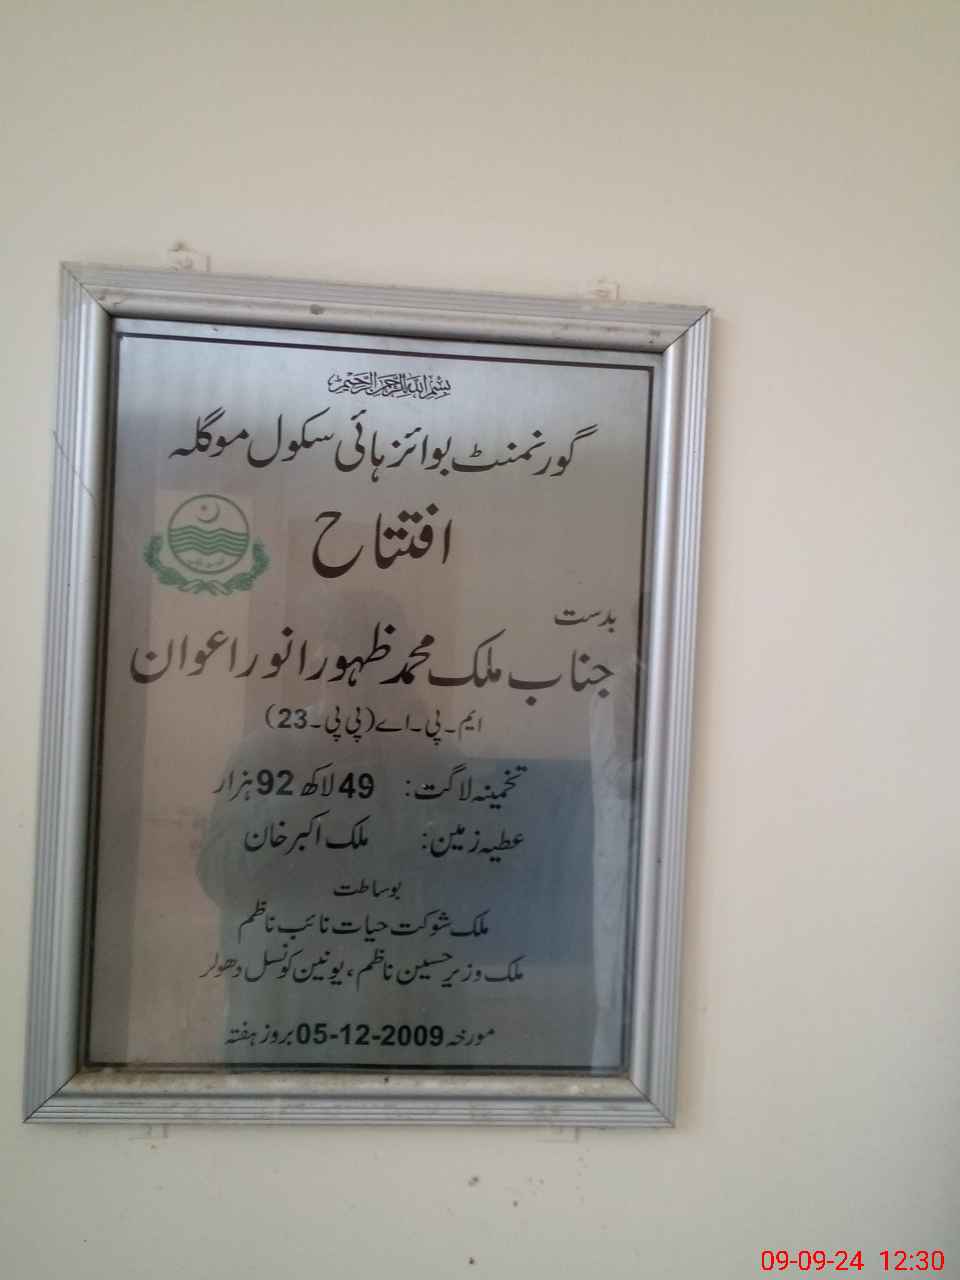 بسم اللہ الرحمن الرحیم
گورنمنٹ بوائز ہائی سکول موگلہ
افتتاح
بدست
جناب ملک محمد ظہور انور اعوان
ایم۔پی۔اے (پی پی۔23)
تخمینہ لاگت: 49 لاکھ 92 ہزار
عطیہ زمین: ملک اکبر خان
بوساطت
ملک شوکت حیات نائب ناظم
ملک وزیر حسین ناظم، یونین کونسل دھولر
مورخہ 05-12-2009 بروز ہفتہ
09-09-24 12:30